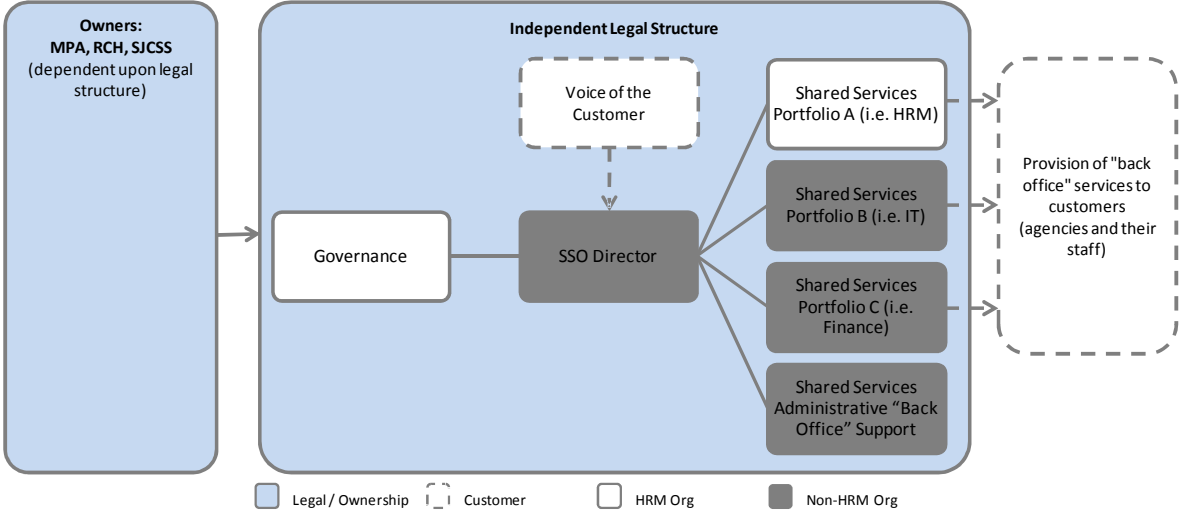 Owners:
MPA, RCH, SJCSS
(dependent upon legal
structure)
Independent Legal Structure
Voice of the
Customer
Governance
SSO Director
Shared Services
Portfolio A (i.e. HRM)
Shared Services
Portfolio B (i.e. IT)
Shared Services
Portfolio C (i.e.
Finance)
Shared Services
Administrative “Back
Office” Support
Provision of "back
office" services to
customers
(agencies and their
staff)
Legal / Ownership
Customer
HRM Org
Non-HRM Org